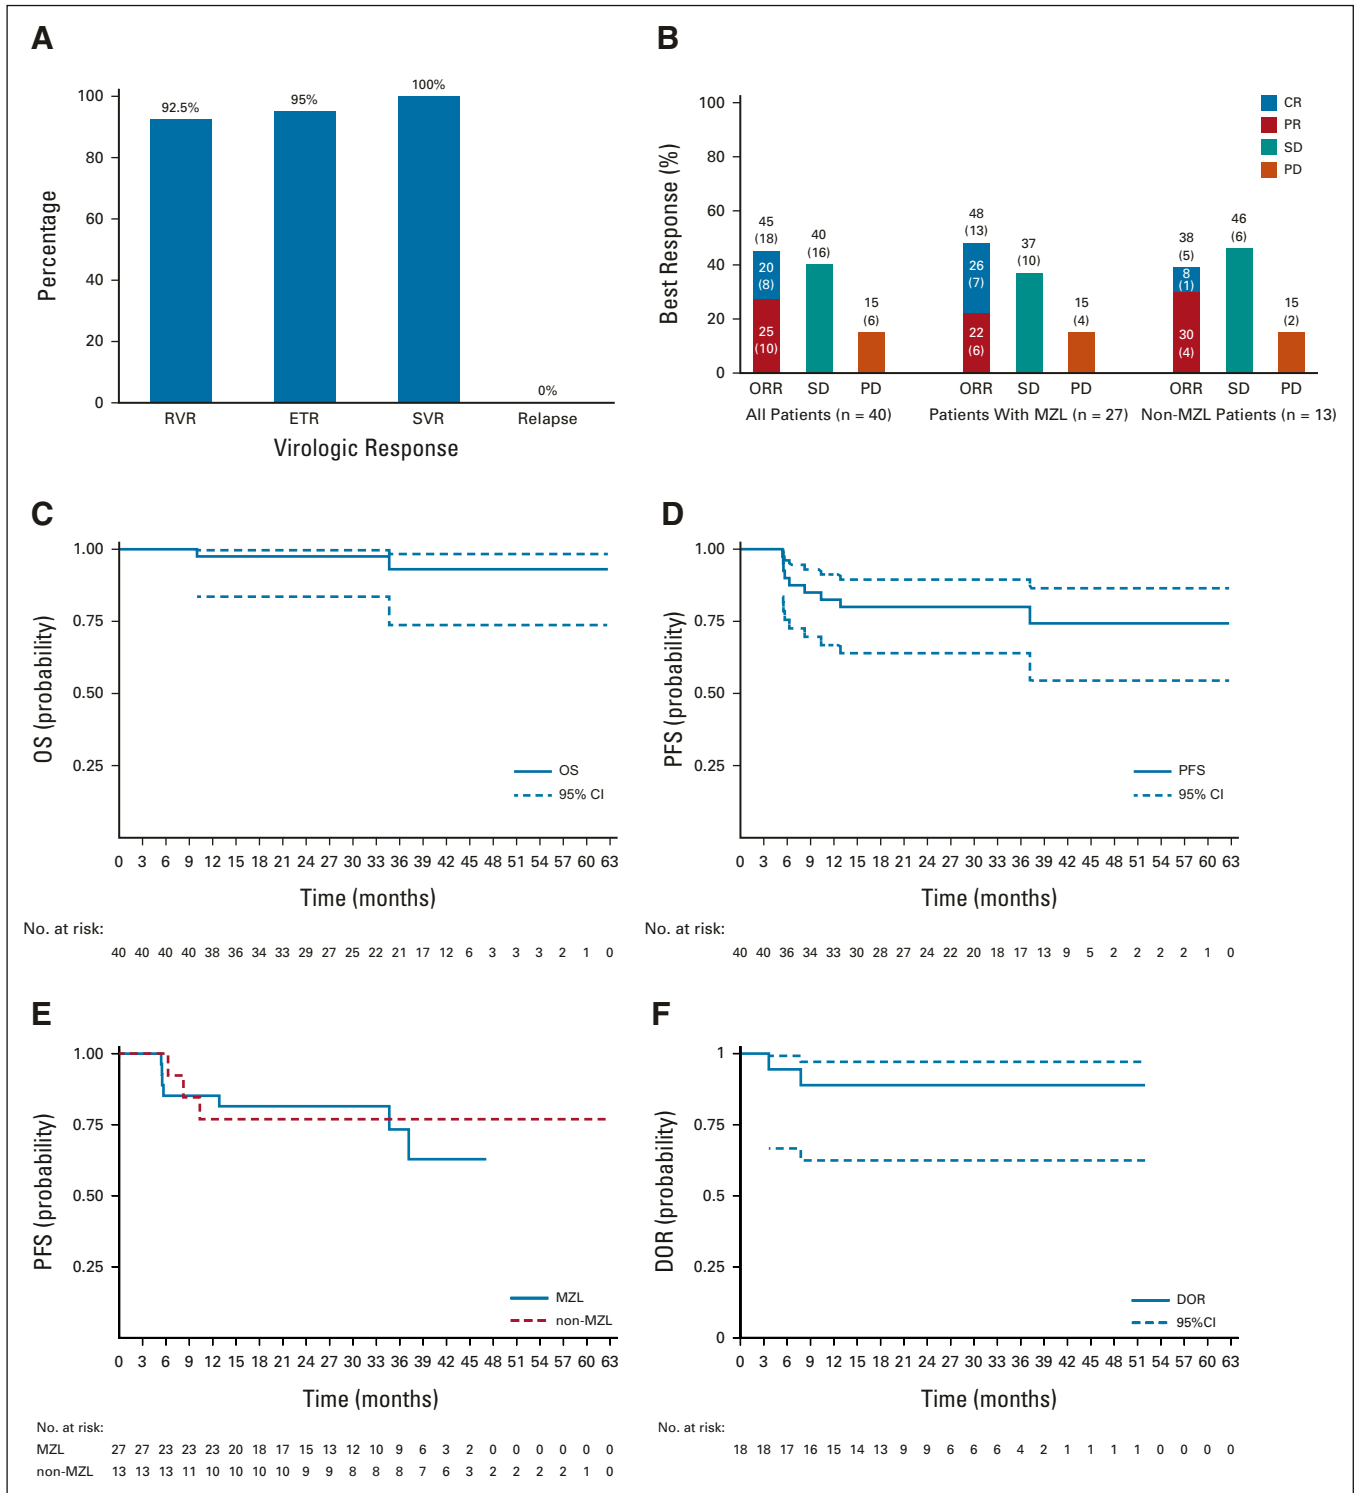 A
100
80
60
40
20
0
Percentage
92.5%
95%
100%
0%
RVR ETR SVR Relapse
Virologic Response
B
100
80
60
40
20
0
Best Response (%)
CR
PR
SD
PD
45
(18)
20
(8)
25
(10)
40
(16)
15
(6)
48
(13)
26
(7)
22
(6)
37
(10)
15
(4)
38
(5)
8
(1)
30
(4)
46
(6)
15
(2)
ORR SD PD ORR SD PD ORR SD PD
All Patients (n = 40) Patients With MZL (n = 27) Non-MZL Patients (n = 13)
C
1.00
0.75
0.50
0.25
OS (probability)
OS
95% CI
0 3 6 9 12 15 18 21 24 27 30 33 36 39 42 45 48 51 54 57 60 63
Time (months)
No. at risk:
40 40 40 40 38 36 34 33 29 27 25 22 21 17 12 6 3 3 3 2 1 0
D
1.00
0.75
0.50
0.25
PFS (probability)
PFS
95% CI
0 3 6 9 12 15 18 21 24 27 30 33 36 39 42 45 48 51 54 57 60 63
Time (months)
No. at risk:
40 40 36 34 33 30 28 27 24 22 20 18 17 13 9 5 2 2 2 2 1 0
E
1.00
0.75
0.50
0.25
PFS (probability)
MZL
non-MZL
0 3 6 9 12 15 18 21 24 27 30 33 36 39 42 45 48 51 54 57 60 63
Time (months)
No. at risk:
MZL 27 27 23 23 23 20 18 17 15 13 12 10 9 6 3 2 0 0 0 0 0 0
non-MZL 13 13 13 11 10 10 10 10 9 9 8 8 8 7 6 3 2 2 2 2 1 0
F
1
0.75
0.5
0.25
0
DOR (probability)
DOR
95%CI
0 3 6 9 12 15 18 21 24 27 30 33 36 39 42 45 48 51 54 57 60 63
Time (months)
No. at risk:
18 18 17 16 15 14 13 9 9 6 6 4 2 1 1 1 1 0 0 0 0